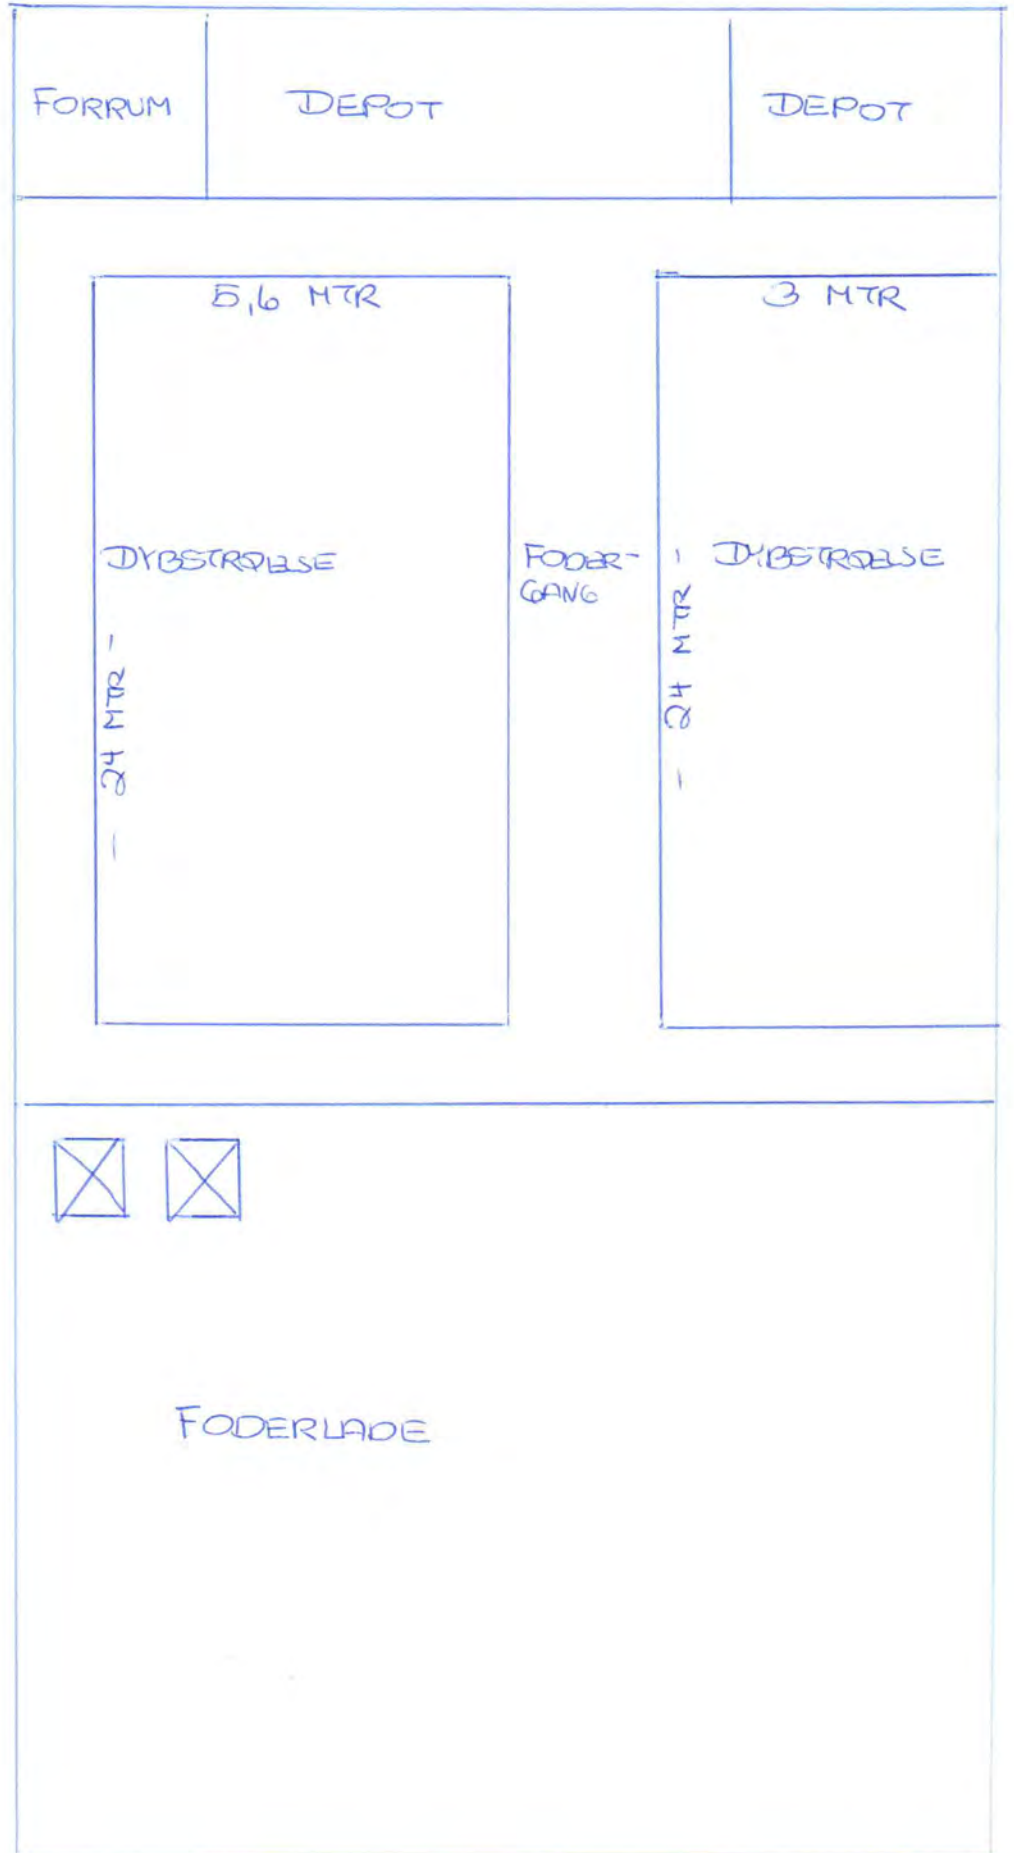 FORRUM
DEPOT
DEPOT
5,6 MTR
3 MTR
DYBSTRØELSE
FODER-
GANG
DYBSTRØELSE
- 24 MTR -
- 24 MTR -
FODERLADE